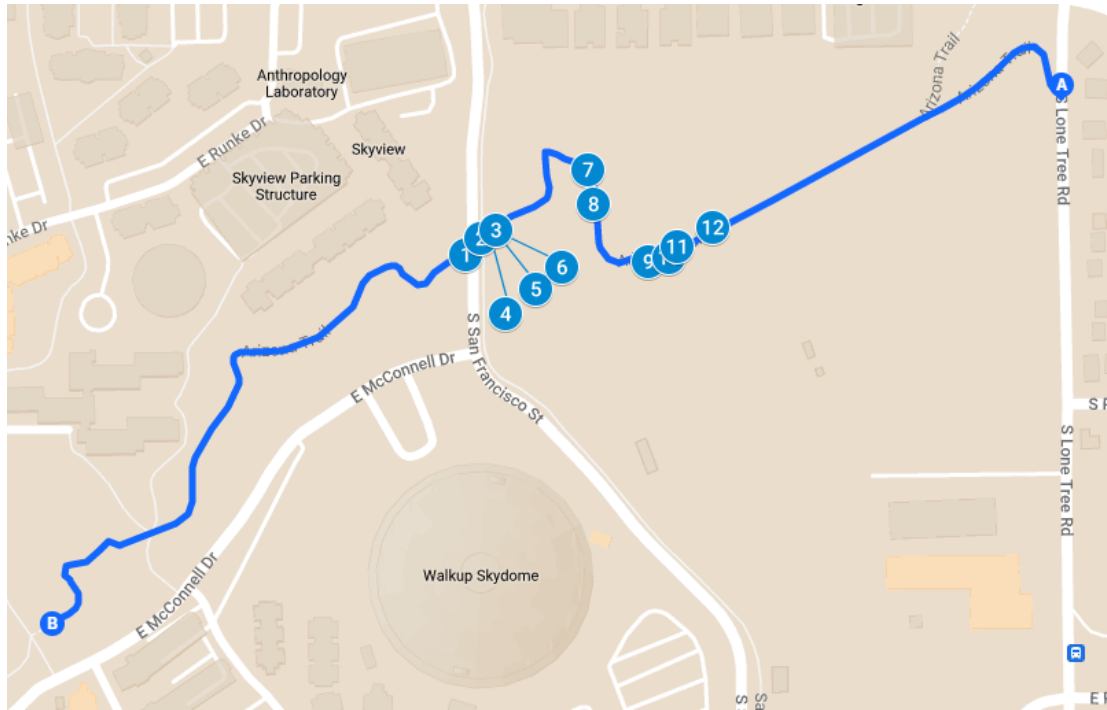 Anthropology
Laboratory
E Runke Dr
Skyview
Skyview Parking
Structure
nke Dr
Arizona Trail
Arizona Trail
A
S Lone Tree Rd
7
8
12
11
9
1
2
3
6
5
4
Arizona Trail
S San Francisco St
E McConnell Dr
S Lone Tree Rd
Walkup Skydome
E McConnell Dr
B